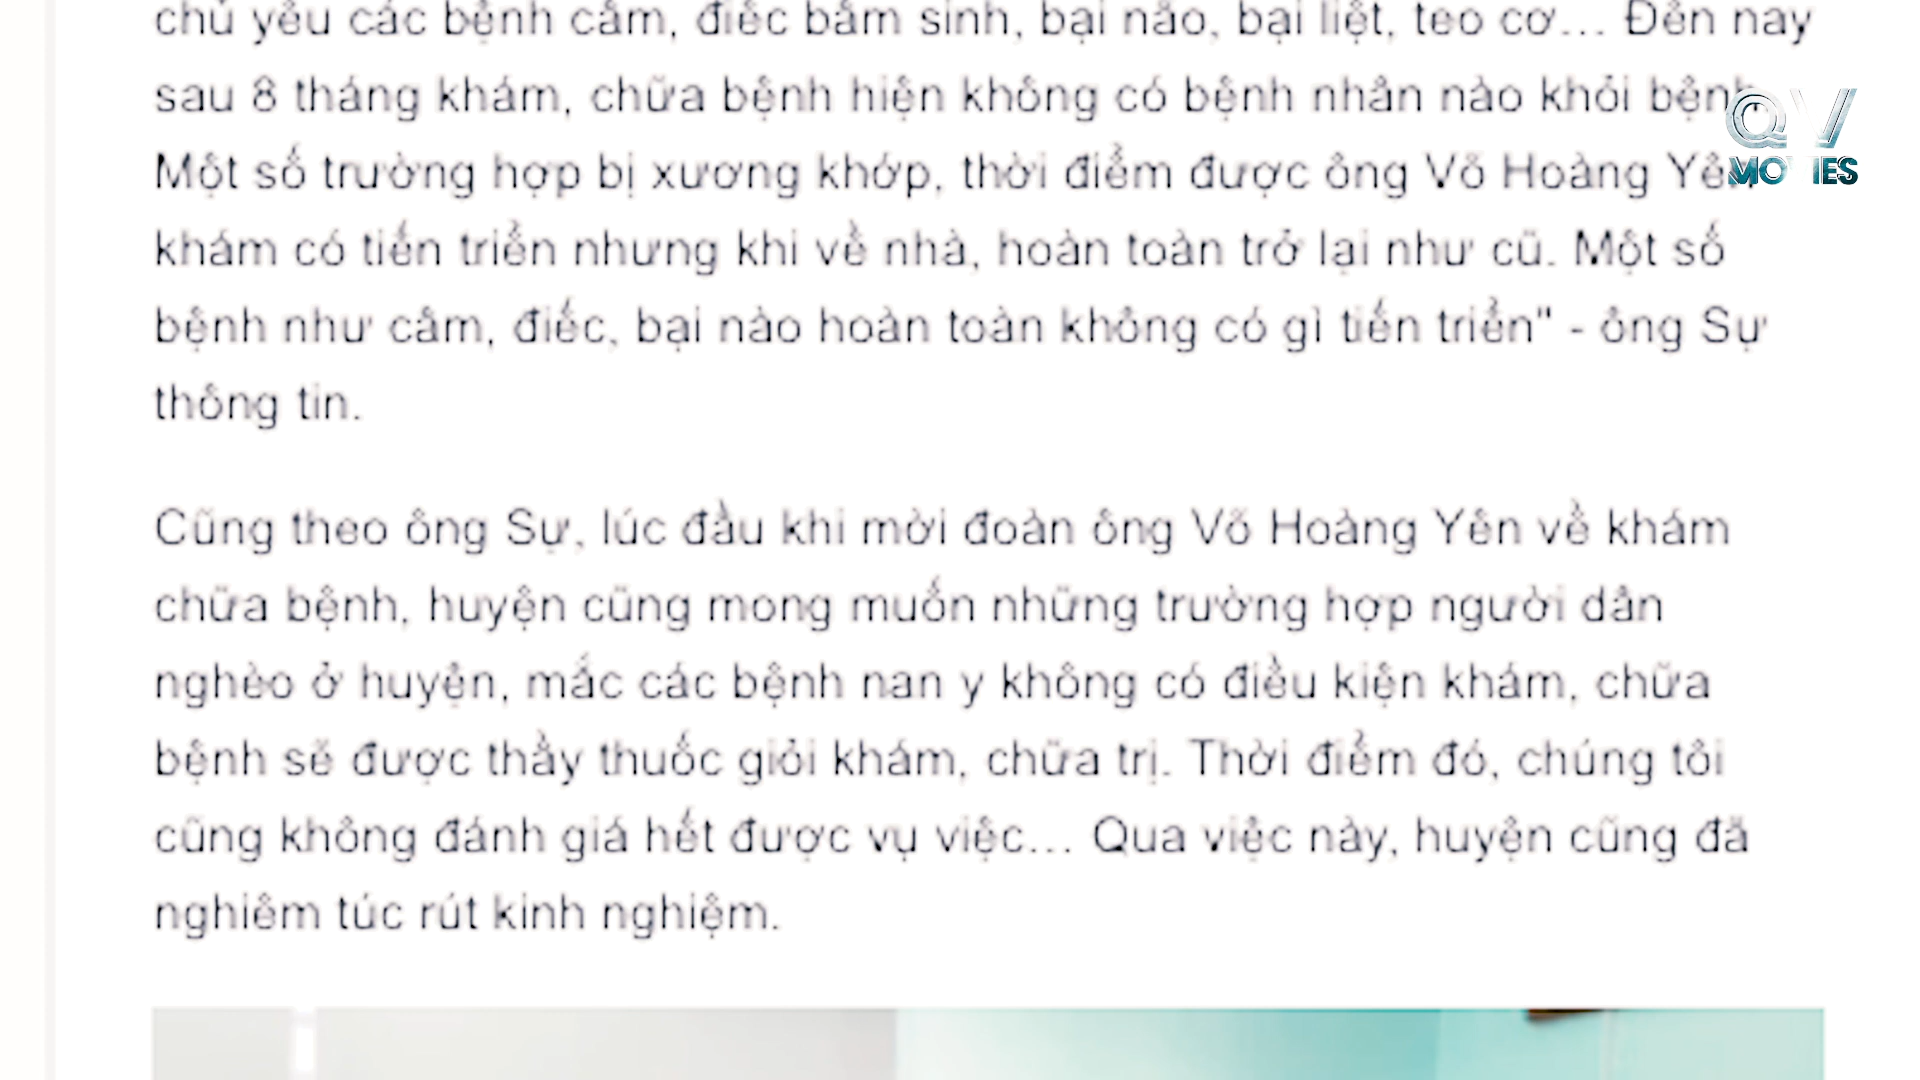 chủ yếu các bệnh câm, điếc bẩm sinh, bại não, bại liệt, teo cơ... Đến nay
sau 8 tháng khám, chữa bệnh hiện không có bệnh nhân nào khỏi bệnh.
Một số trường hợp bị xương khớp, thời điểm được ông Võ Hoàng Yên
khám có tiến triển nhưng khi về nhà, hoàn toàn trở lại như cũ. Một số
bệnh như câm, điếc, bại não hoàn toàn không có gì tiến triển" - ông Sự
thông tin.
Cũng theo ông Sự, lúc đầu khi mời đoàn ông Võ Hoàng Yên về khám
chữa bệnh, huyện cũng mong muốn những trường hợp người dân
nghèo ở huyện, mắc các bệnh nan y không có điều kiện khám, chữa
bệnh sẽ được thầy thuốc giỏi khám, chữa trị. Thời điểm đó, chúng tôi
cũng không đánh giá hết được vụ việc... Qua việc này, huyện cũng đã
nghiêm túc rút kinh nghiệm.
QV
MOVIES